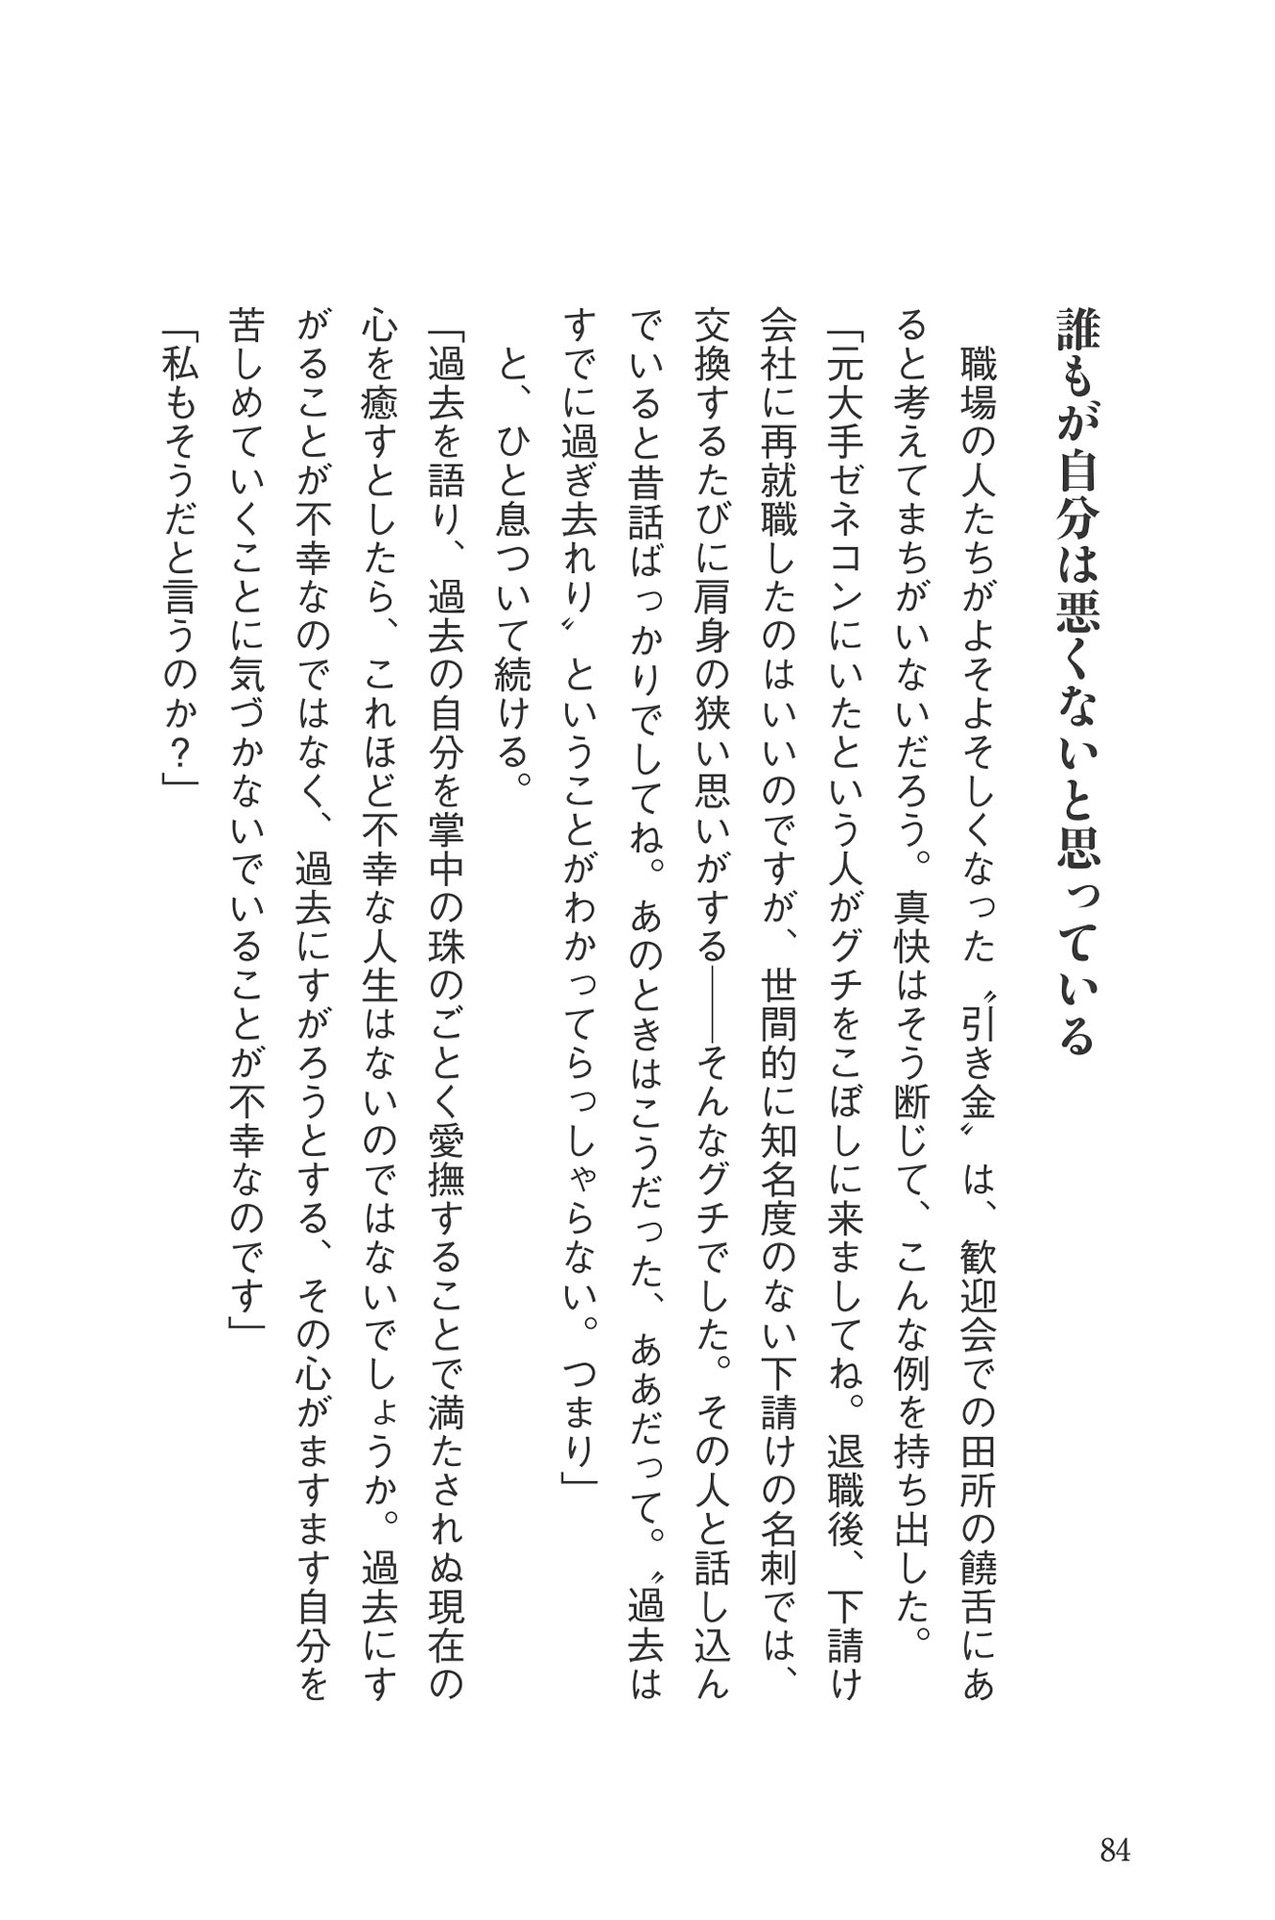 誰もが自分は悪くないと思っている
職場の人たちがよそよそしくなった〝引き金〟は、歓迎会での田所の饒舌にあ
ると考えてまちがいないだろう。真快はそう断じて、こんな例を持ち出した。
「元大手ゼネコンにいたという人がグチをこぼしに来ましてね。退職後、下請け
会社に再就職したのはいいのですが、世間的に知名度のない下請けの名刺では、
交換するたびに肩身の狭い思いがする――そんなグチでした。その人と話し込ん
でいると昔話ばっかりでしてね。あのときはこうだった、ああだって。〝過去は
すでに過ぎ去れり〟ということがわかってらっしゃらない。つまり」
と、ひと息ついて続ける。
「過去を語り、過去の自分を掌中の珠のごとく愛撫することで満たされぬ現在の
心を癒すとしたら、これほど不幸な人生はないのではないでしょうか。過去にす
がることが不幸なのではなく、過去にすがろうとする、その心がますます自分を
苦しめていくことに気づかないでいることが不幸なのです」
「私もそうだと言うのか？」
84